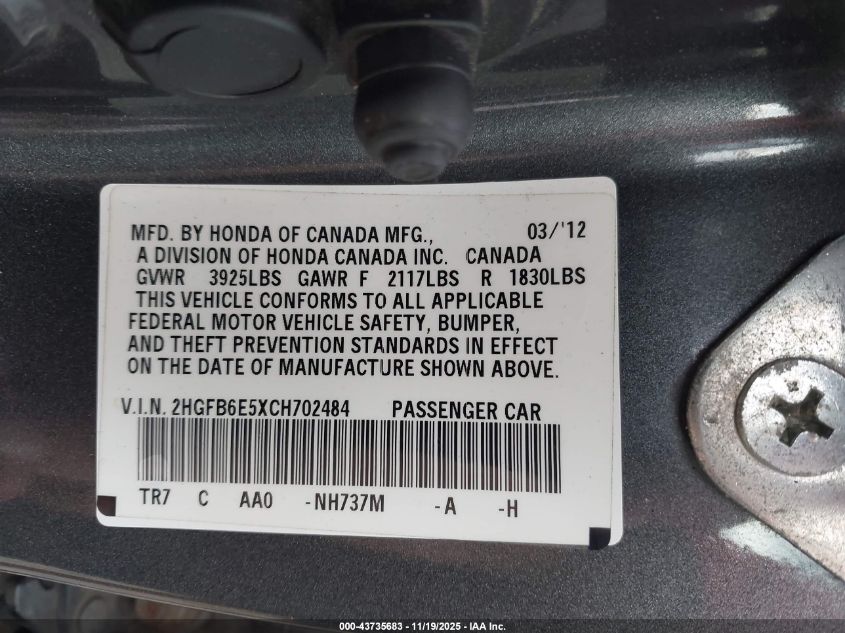 MFD. BY HONDA OF CANADA MFG., 03/'12
A DIVISION OF HONDA CANADA INC. CANADA
GVWR 3925LBS GAWR F 2117LBS R 1830LBS
THIS VEHICLE CONFORMS TO ALL APPLICABLE
FEDERAL MOTOR VEHICLE SAFETY, BUMPER,
AND THEFT PREVENTION STANDARDS IN EFFECT
ON THE DATE OF MANUFACTURE SHOWN ABOVE.
V.I.N. 2HGFB6E5XCH702484 PASSENGER CAR
TR7 C AA0 -NH737M -A -H
000-43735683 - 11/19/2025 - IAA Inc.